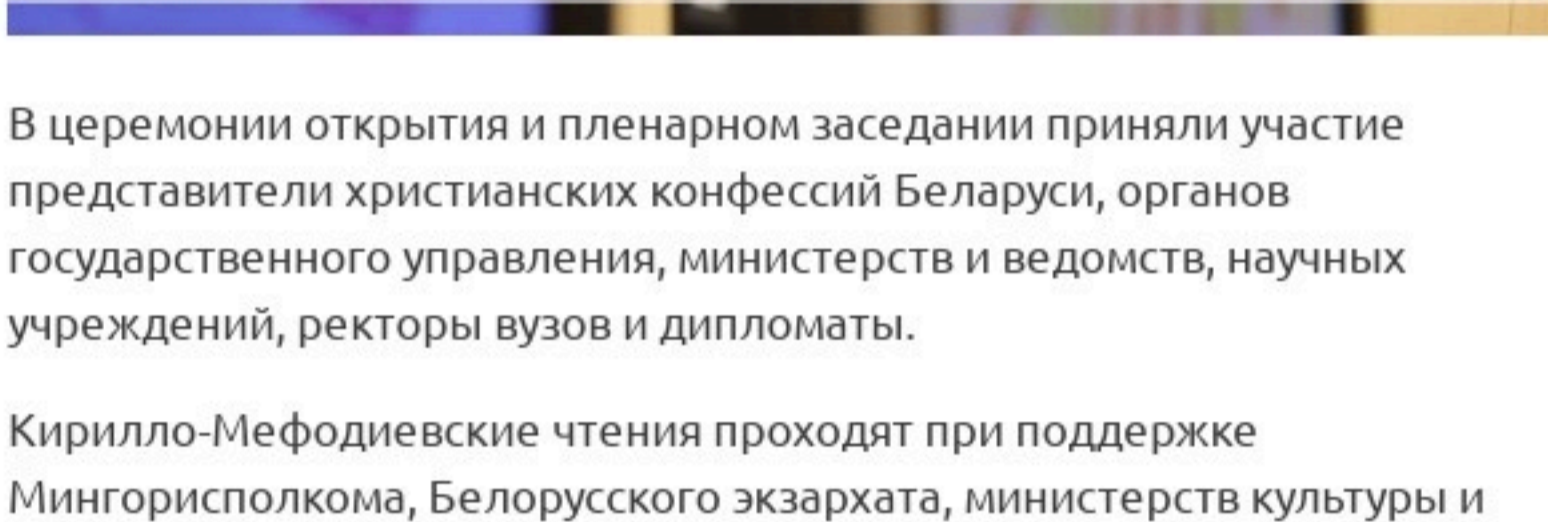 В церемонии открытия и пленарном заседании приняли участие
представители христианских конфессий Беларуси, органов
государственного управления, министерств и ведомств, научных
учреждений, ректоры вузов и дипломаты.
Кирилло-Мефодиевские чтения проходят при поддержке
Мингорисполкома, Белорусского экзархата, министерств культуры и